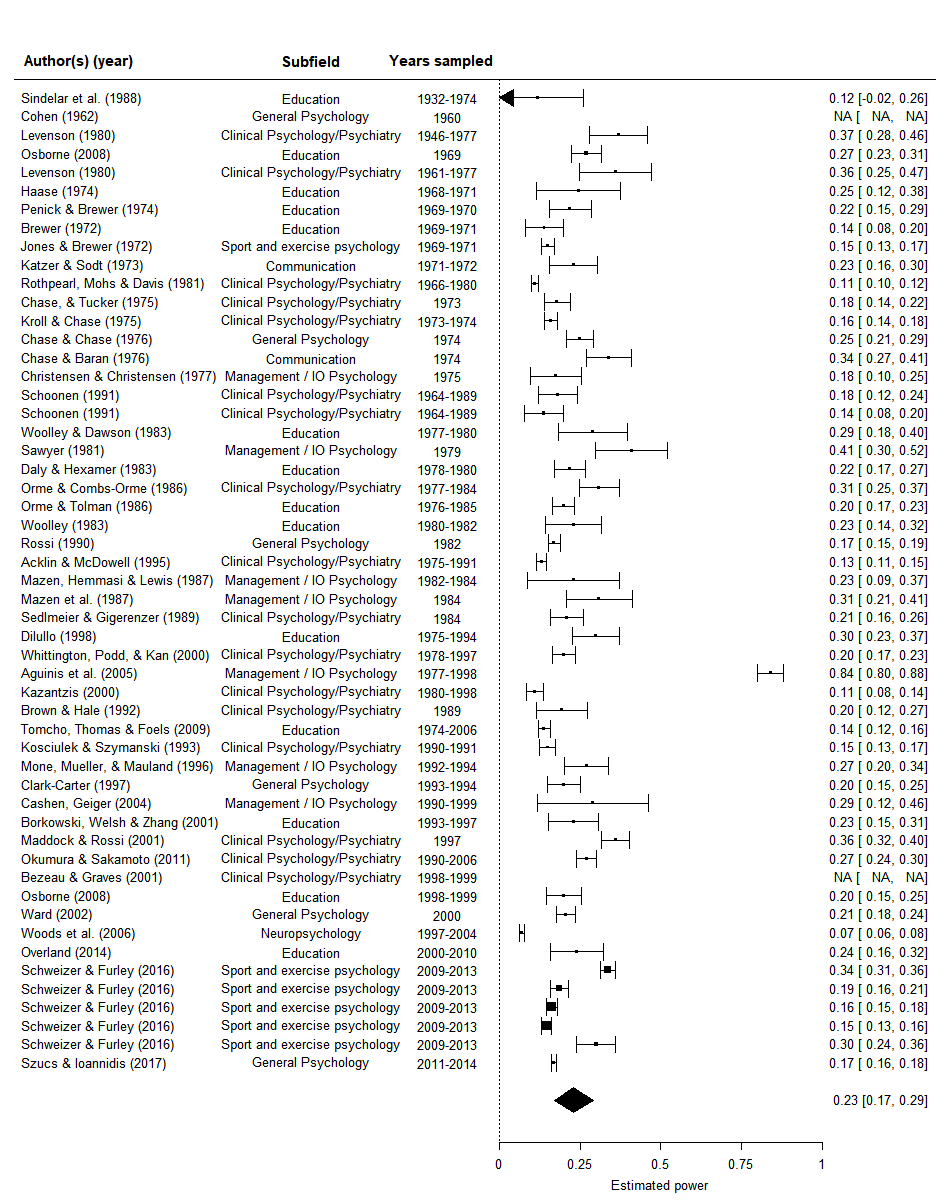 Author(s) (year) Subfield Years sampled
Sindelar et al. (1988) Education 1932-1974 0.12 [-0.02, 0.26]
Cohen (1962) General Psychology 1960 NA [ NA, NA]
Levenson (1980) Clinical Psychology/Psychiatry 1946-1977 0.37 [ 0.28, 0.46]
Osborne (2008) Education 1969 0.27 [ 0.23, 0.31]
Levenson (1980) Clinical Psychology/Psychiatry 1961-1977 0.36 [ 0.25, 0.47]
Haase (1974) Education 1968-1971 0.25 [ 0.12, 0.38]
Penick & Brewer (1974) Education 1969-1970 0.22 [ 0.15, 0.29]
Brewer (1972) Education 1969-1971 0.14 [ 0.08, 0.20]
Jones & Brewer (1972) Sport and exercise psychology 1969-1971 0.15 [ 0.13, 0.17]
Katzer & Sodt (1973) Communication 1971-1972 0.23 [ 0.16, 0.30]
Rothpearl, Mohs & Davis (1981) Clinical Psychology/Psychiatry 1966-1980 0.11 [ 0.10, 0.12]
Chase, & Tucker (1975) Clinical Psychology/Psychiatry 1973 0.18 [ 0.14, 0.22]
Kroll & Chase (1975) Clinical Psychology/Psychiatry 1973-1974 0.16 [ 0.14, 0.18]
Chase & Chase (1976) General Psychology 1974 0.25 [ 0.21, 0.29]
Chase & Baran (1976) Communication 1974 0.34 [ 0.27, 0.41]
Christensen & Christensen (1977) Management / IO Psychology 1975 0.18 [ 0.10, 0.25]
Schoonen (1991) Clinical Psychology/Psychiatry 1964-1989 0.18 [ 0.12, 0.24]
Schoonen (1991) Clinical Psychology/Psychiatry 1964-1989 0.14 [ 0.08, 0.20]
Woolley & Dawson (1983) Education 1977-1980 0.29 [ 0.18, 0.40]
Sawyer (1981) Management / IO Psychology 1979 0.41 [ 0.30, 0.52]
Daly & Hexamer (1983) Education 1978-1980 0.22 [ 0.17, 0.27]
Orme & Combs-Orme (1986) Clinical Psychology/Psychiatry 1977-1984 0.31 [ 0.25, 0.37]
Orme & Tolman (1986) Education 1976-1985 0.20 [ 0.17, 0.23]
Woolley (1983) Education 1980-1982 0.23 [ 0.14, 0.32]
Rossi (1990) General Psychology 1982 0.17 [ 0.15, 0.19]
Acklin & McDowell (1995) Clinical Psychology/Psychiatry 1975-1991 0.13 [ 0.11, 0.15]
Mazen, Hemmasi & Lewis (1987) Management / IO Psychology 1982-1984 0.23 [ 0.09, 0.37]
Mazen et al. (1987) Management / IO Psychology 1984 0.31 [ 0.21, 0.41]
Sedlmeier & Gigerenzer (1989) Clinical Psychology/Psychiatry 1984 0.21 [ 0.16, 0.26]
Dilullo (1998) Education 1975-1994 0.30 [ 0.23, 0.37]
Whittington, Podd, & Kan (2000) Clinical Psychology/Psychiatry 1978-1997 0.20 [ 0.17, 0.23]
Aguinis et al. (2005) Management / IO Psychology 1977-1998 0.84 [ 0.80, 0.88]
Kazantzis (2000) Clinical Psychology/Psychiatry 1980-1998 0.11 [ 0.08, 0.14]
Brown & Hale (1992) Clinical Psychology/Psychiatry 1989 0.20 [ 0.12, 0.27]
Tomcho, Thomas & Foels (2009) Education 1974-2006 0.14 [ 0.12, 0.16]
Kosciulek & Szymanski (1993) Clinical Psychology/Psychiatry 1990-1991 0.15 [ 0.13, 0.17]
Mone, Mueller, & Mauland (1996) Management / IO Psychology 1992-1994 0.27 [ 0.20, 0.34]
Clark-Carter (1997) General Psychology 1993-1994 0.20 [ 0.15, 0.25]
Cashen, Geiger (2004) Management / IO Psychology 1990-1999 0.29 [ 0.12, 0.46]
Borkowski, Welsh & Zhang (2001) Education 1993-1997 0.23 [ 0.15, 0.31]
Maddock & Rossi (2001) Clinical Psychology/Psychiatry 1997 0.36 [ 0.32, 0.40]
Okumura & Sakamoto (2011) Clinical Psychology/Psychiatry 1990-2006 0.27 [ 0.24, 0.30]
Bezeau & Graves (2001) Clinical Psychology/Psychiatry 1998-1999 NA [ NA, NA]
Osborne (2008) Education 1998-1999 0.20 [ 0.15, 0.25]
Ward (2002) General Psychology 2000 0.21 [ 0.18, 0.24]
Woods et al. (2006) Neuropsychology 1997-2004 0.07 [ 0.06, 0.08]
Overland (2014) Education 2000-2010 0.24 [ 0.16, 0.32]
Schweizer & Furley (2016) Sport and exercise psychology 2009-2013 0.34 [ 0.31, 0.36]
Schweizer & Furley (2016) Sport and exercise psychology 2009-2013 0.19 [ 0.16, 0.21]
Schweizer & Furley (2016) Sport and exercise psychology 2009-2013 0.16 [ 0.15, 0.18]
Schweizer & Furley (2016) Sport and exercise psychology 2009-2013 0.15 [ 0.13, 0.16]
Schweizer & Furley (2016) Sport and exercise psychology 2009-2013 0.30 [ 0.24, 0.36]
Szucs & Ioannidis (2017) General Psychology 2011-2014 0.17 [ 0.16, 0.18]
0.23 [0.17, 0.29]
0 0.25 0.5 0.75 1
Estimated power